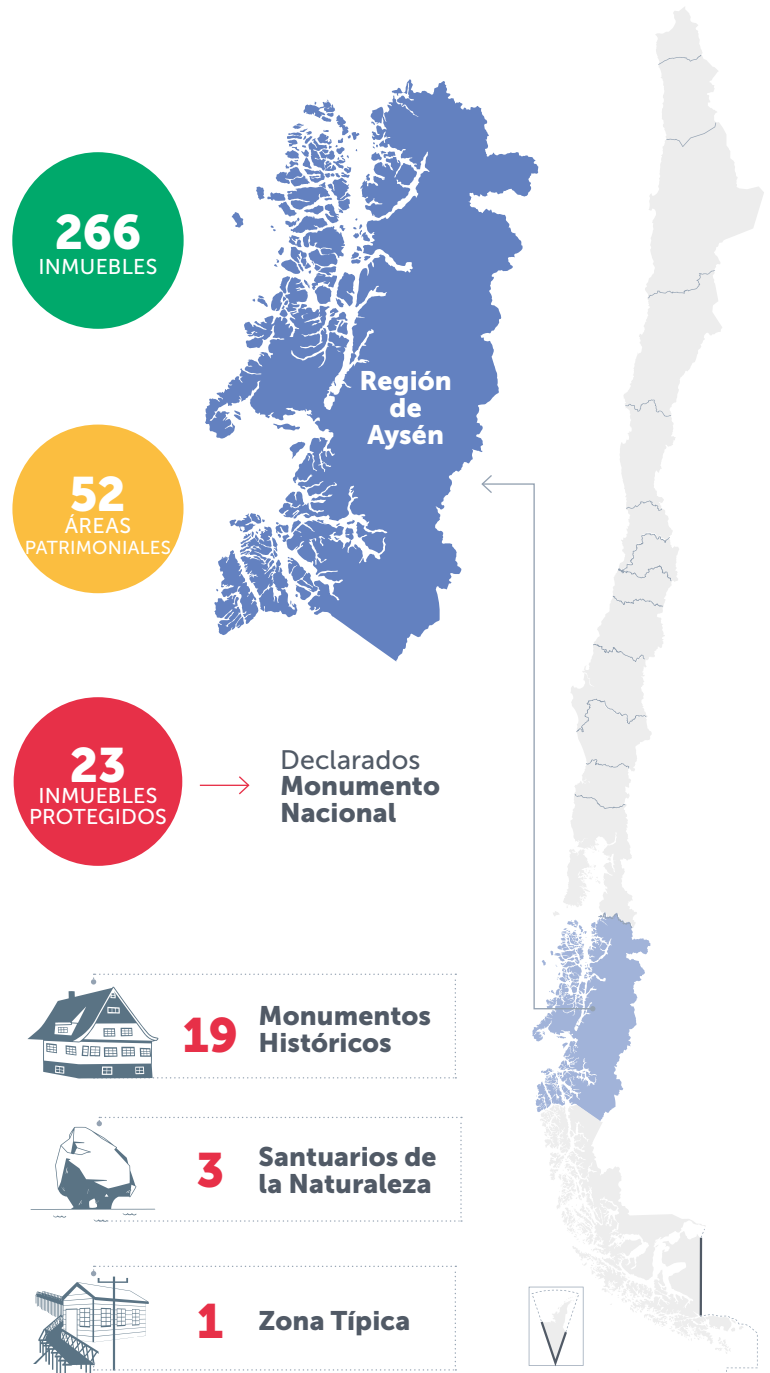 266
INMUEBLES
Región
de
Aysén
52
ÁREAS
PATRIMONIALES
23
INMUEBLES
PROTEGIDOS
Declarados
Monumento
Nacional
19
Monumentos
Históricos
3
Santuarios de
la Naturaleza
1
Zona Típica